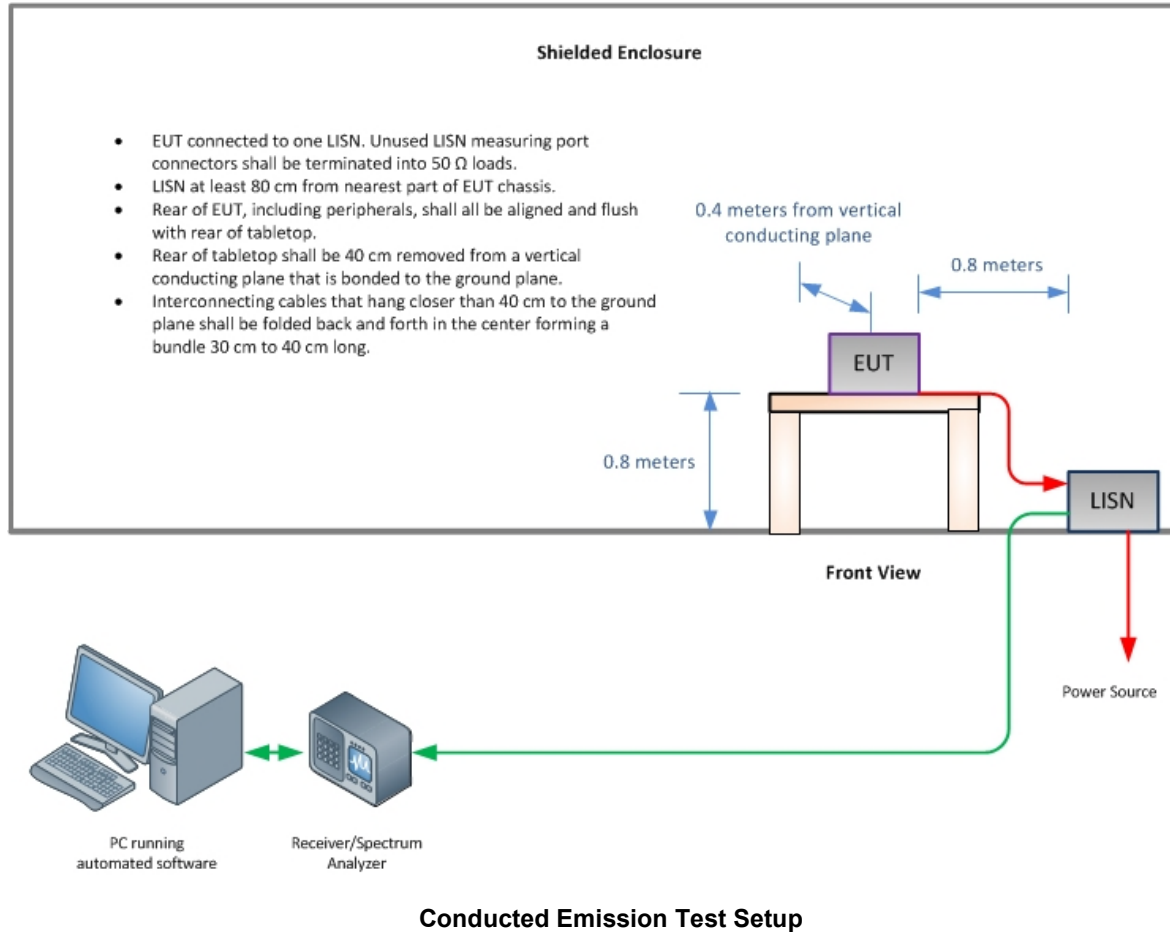 Shielded Enclosure
• EUT connected to one LISN. Unused LISN measuring port
connectors shall be terminated into 50 Ω loads.
• LISN at least 80 cm from nearest part of EUT chassis.
• Rear of EUT, including peripherals, shall all be aligned and flush
with rear of tabletop.
• Rear of tabletop shall be 40 cm removed from a vertical
conducting plane that is bonded to the ground plane.
• Interconnecting cables that hang closer than 40 cm to the ground
plane shall be folded back and forth in the center forming a
bundle 30 cm to 40 cm long.
0.4 meters from vertical
conducting plane
0.8 meters
EUT
0.8 meters
LISN
Front View
Power Source
PC running
automated software
Receiver/Spectrum
Analyzer
Conducted Emission Test Setup